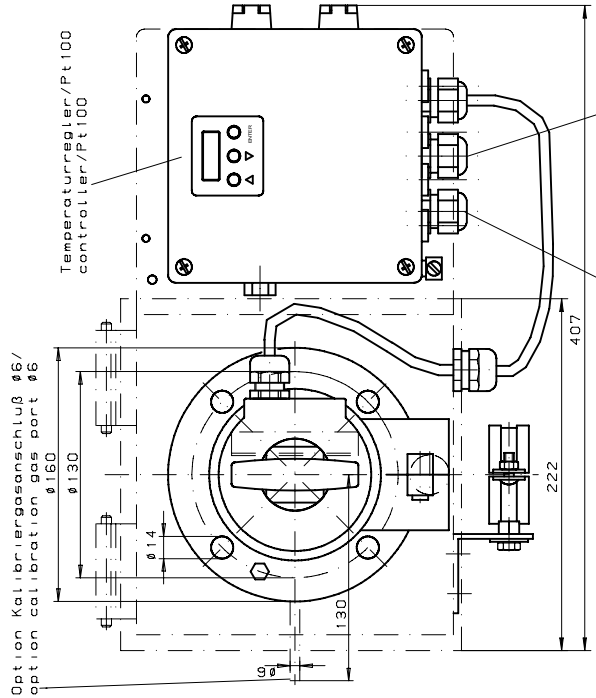 Temperaturregler/Pt100
controller/Pt100
ENTER
Option Kalibriergasanschluß ø6/
option calibration gas port ø6
ø160
ø130
ø14
ø6
130
222
407